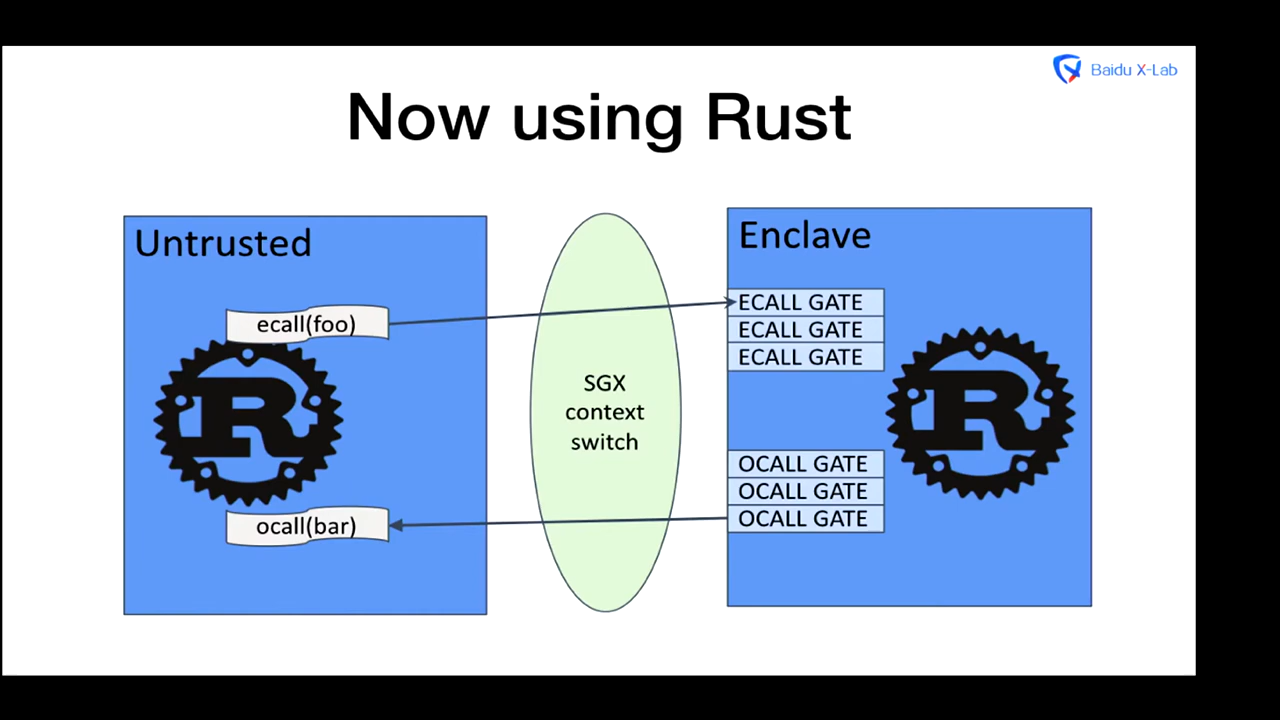 Baidu X-Lab
Now using Rust
Untrusted
ecall(foo)
ocall(bar)
SGX
context
switch
Enclave
ECALL GATE
ECALL GATE
ECALL GATE
OCALL GATE
OCALL GATE
OCALL GATE
R
R